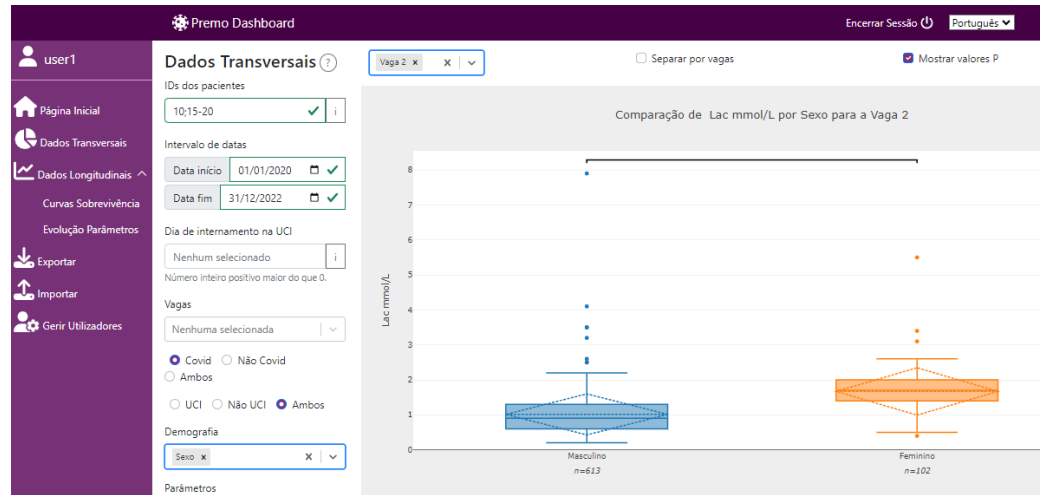 Premo Dashboard
Encerrar Sessão
Português
user1
Página Inicial
Dados Transversais
Dados Longitudinais
Curvas Sobrevivência
Evolução Parâmetros
Exportar
Importar
Gerir Utilizadores
Dados Transversais ?
IDs dos pacientes
10;15-20 i
Intervalo de datas
Data início 01/01/2020
Data fim 31/12/2022
Dia de internamento na UCI
Nenhum selecionado i
Número inteiro positivo maior do que 0.
Vagas
Nenhuma selecionada
Covid Não Covid
Ambos
UCI Não UCI Ambos
Demografia
Sexo × ×
Parâmetros
Vaga 2 × ×
Separar por vagas
Mostrar valores P
Comparação de Lac mmol/L por Sexo para a Vaga 2
Lac mmol/L
8
7
6
5
4
3
2
1
0
Masculino
n=613
Feminino
n=102